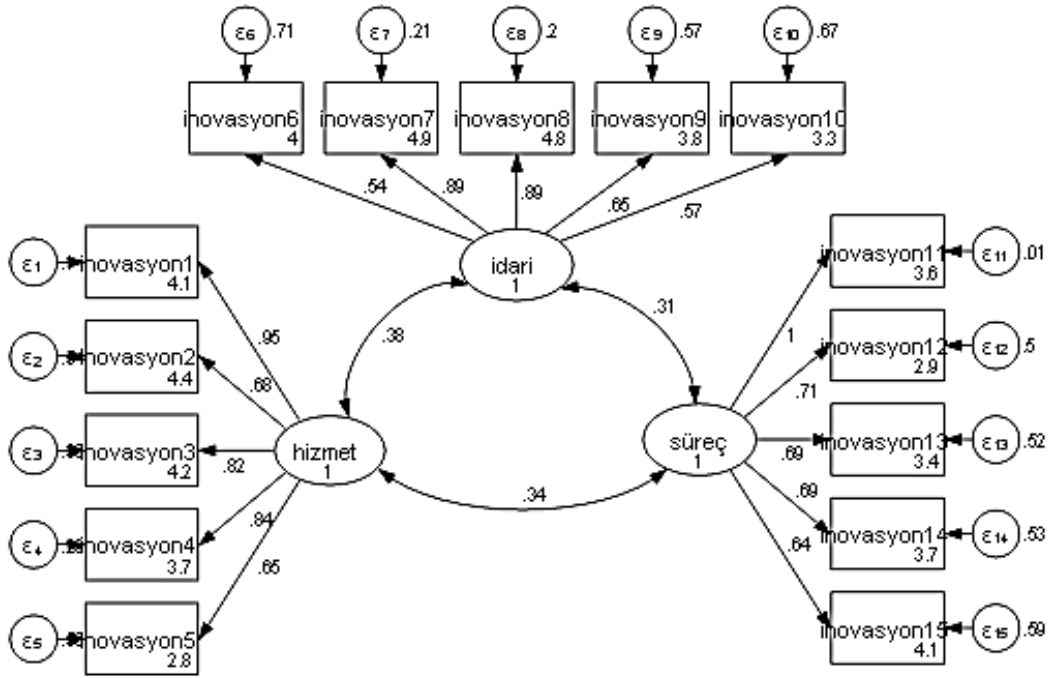 ε6 .71 ε7 .21 ε8 .2 ε9 .57 ε10 .67
inovasyon6 inovasyon7 inovasyon8 inovasyon9 inovasyon10
4 4.9 4.8 3.8 3.3
.54 .89 .89 .65 .57
idari
1
.38 .31
ε1 inovasyon1
4.1
.95
ε2 inovasyon2
4.4
.68
ε3 inovasyon3
4.2
.82
ε4 inovasyon4
3.7
.84
ε5 inovasyon5
2.8
.65
hizmet
1
.34
süreç
1
inovasyon11 ε11 .01
3.6
1
inovasyon12 ε12 .5
2.9
.71
inovasyon13 ε13 .52
3.4
.69
inovasyon14 ε14 .53
3.7
.69
inovasyon15 ε15 .59
4.1
.64